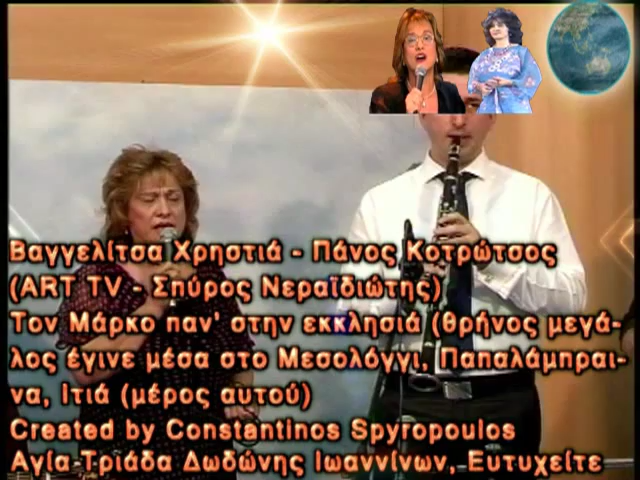 Βαγγελίτσα Χρηστιά - Πάνος Κοτρώτσος
(ART TV - Σπύρος Νεραϊδιώτης)
Τον Μάρκο παν' στην εκκλησιά (θρήνος μεγά-
λος έγινε μέσα στο Μεσολόγγι, Παπαλάμπραι-
να, Ιτιά (μέρος αυτού)
Created by Constantinos Spyropoulos
Αγία Τριάδα Δωδώνης Ιωαννίνων, Ευτυχείτε